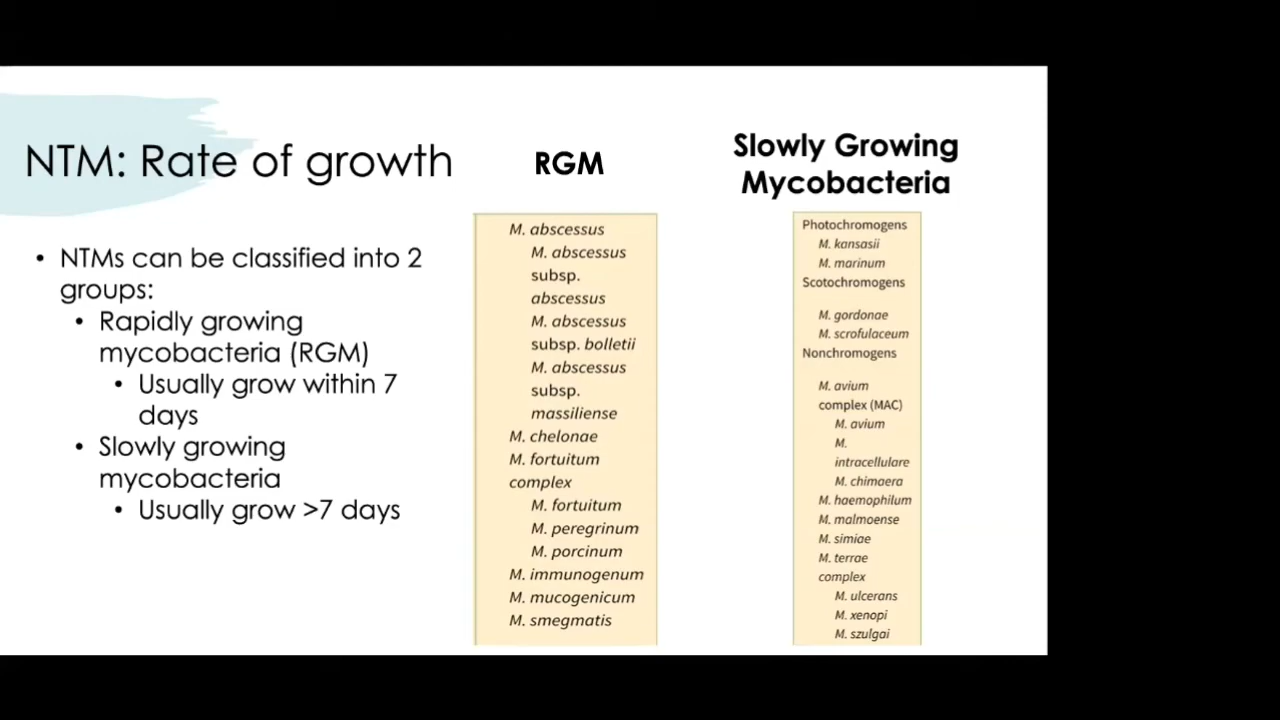 NTM: Rate of growth
• NTMs can be classified into 2
groups:
• Rapidly growing
mycobacteria (RGM)
• Usually grow within 7
days
• Slowly growing
mycobacteria
• Usually grow >7 days
RGM
M. abscessus
M. abscessus
subsp.
abscessus
M. abscessus
subsp. bolletii
M. abscessus
subsp.
massiliense
M. chelonae
M. fortuitum
complex
M. fortuitum
M. peregrinum
M. porcinum
M. immunogenum
M. mucogenicum
M. smegmatis
Slowly Growing
Mycobacteria
Photochromogens
M. kansasii
M. marinum
Scotochromogens
M. gordonae
M. scrofulaceum
Nonchromogens
M. avium
complex (MAC)
M. avium
M.
intracellulare
M. chimaera
M. haemophilum
M. malmoense
M. simiae
M. terrae
complex
M. ulcerans
M. xenopi
M. szulgai